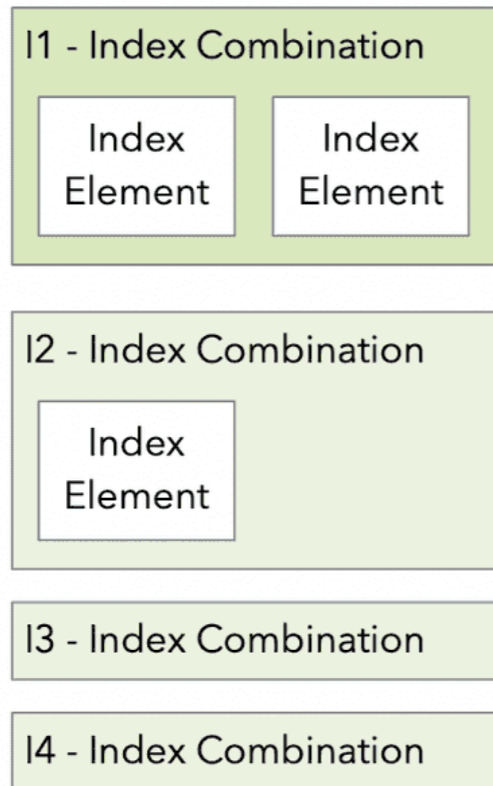 I1 - Index Combination
Index
Element
Index
Element
I2 - Index Combination
Index
Element
I3 - Index Combination
I4 - Index Combination